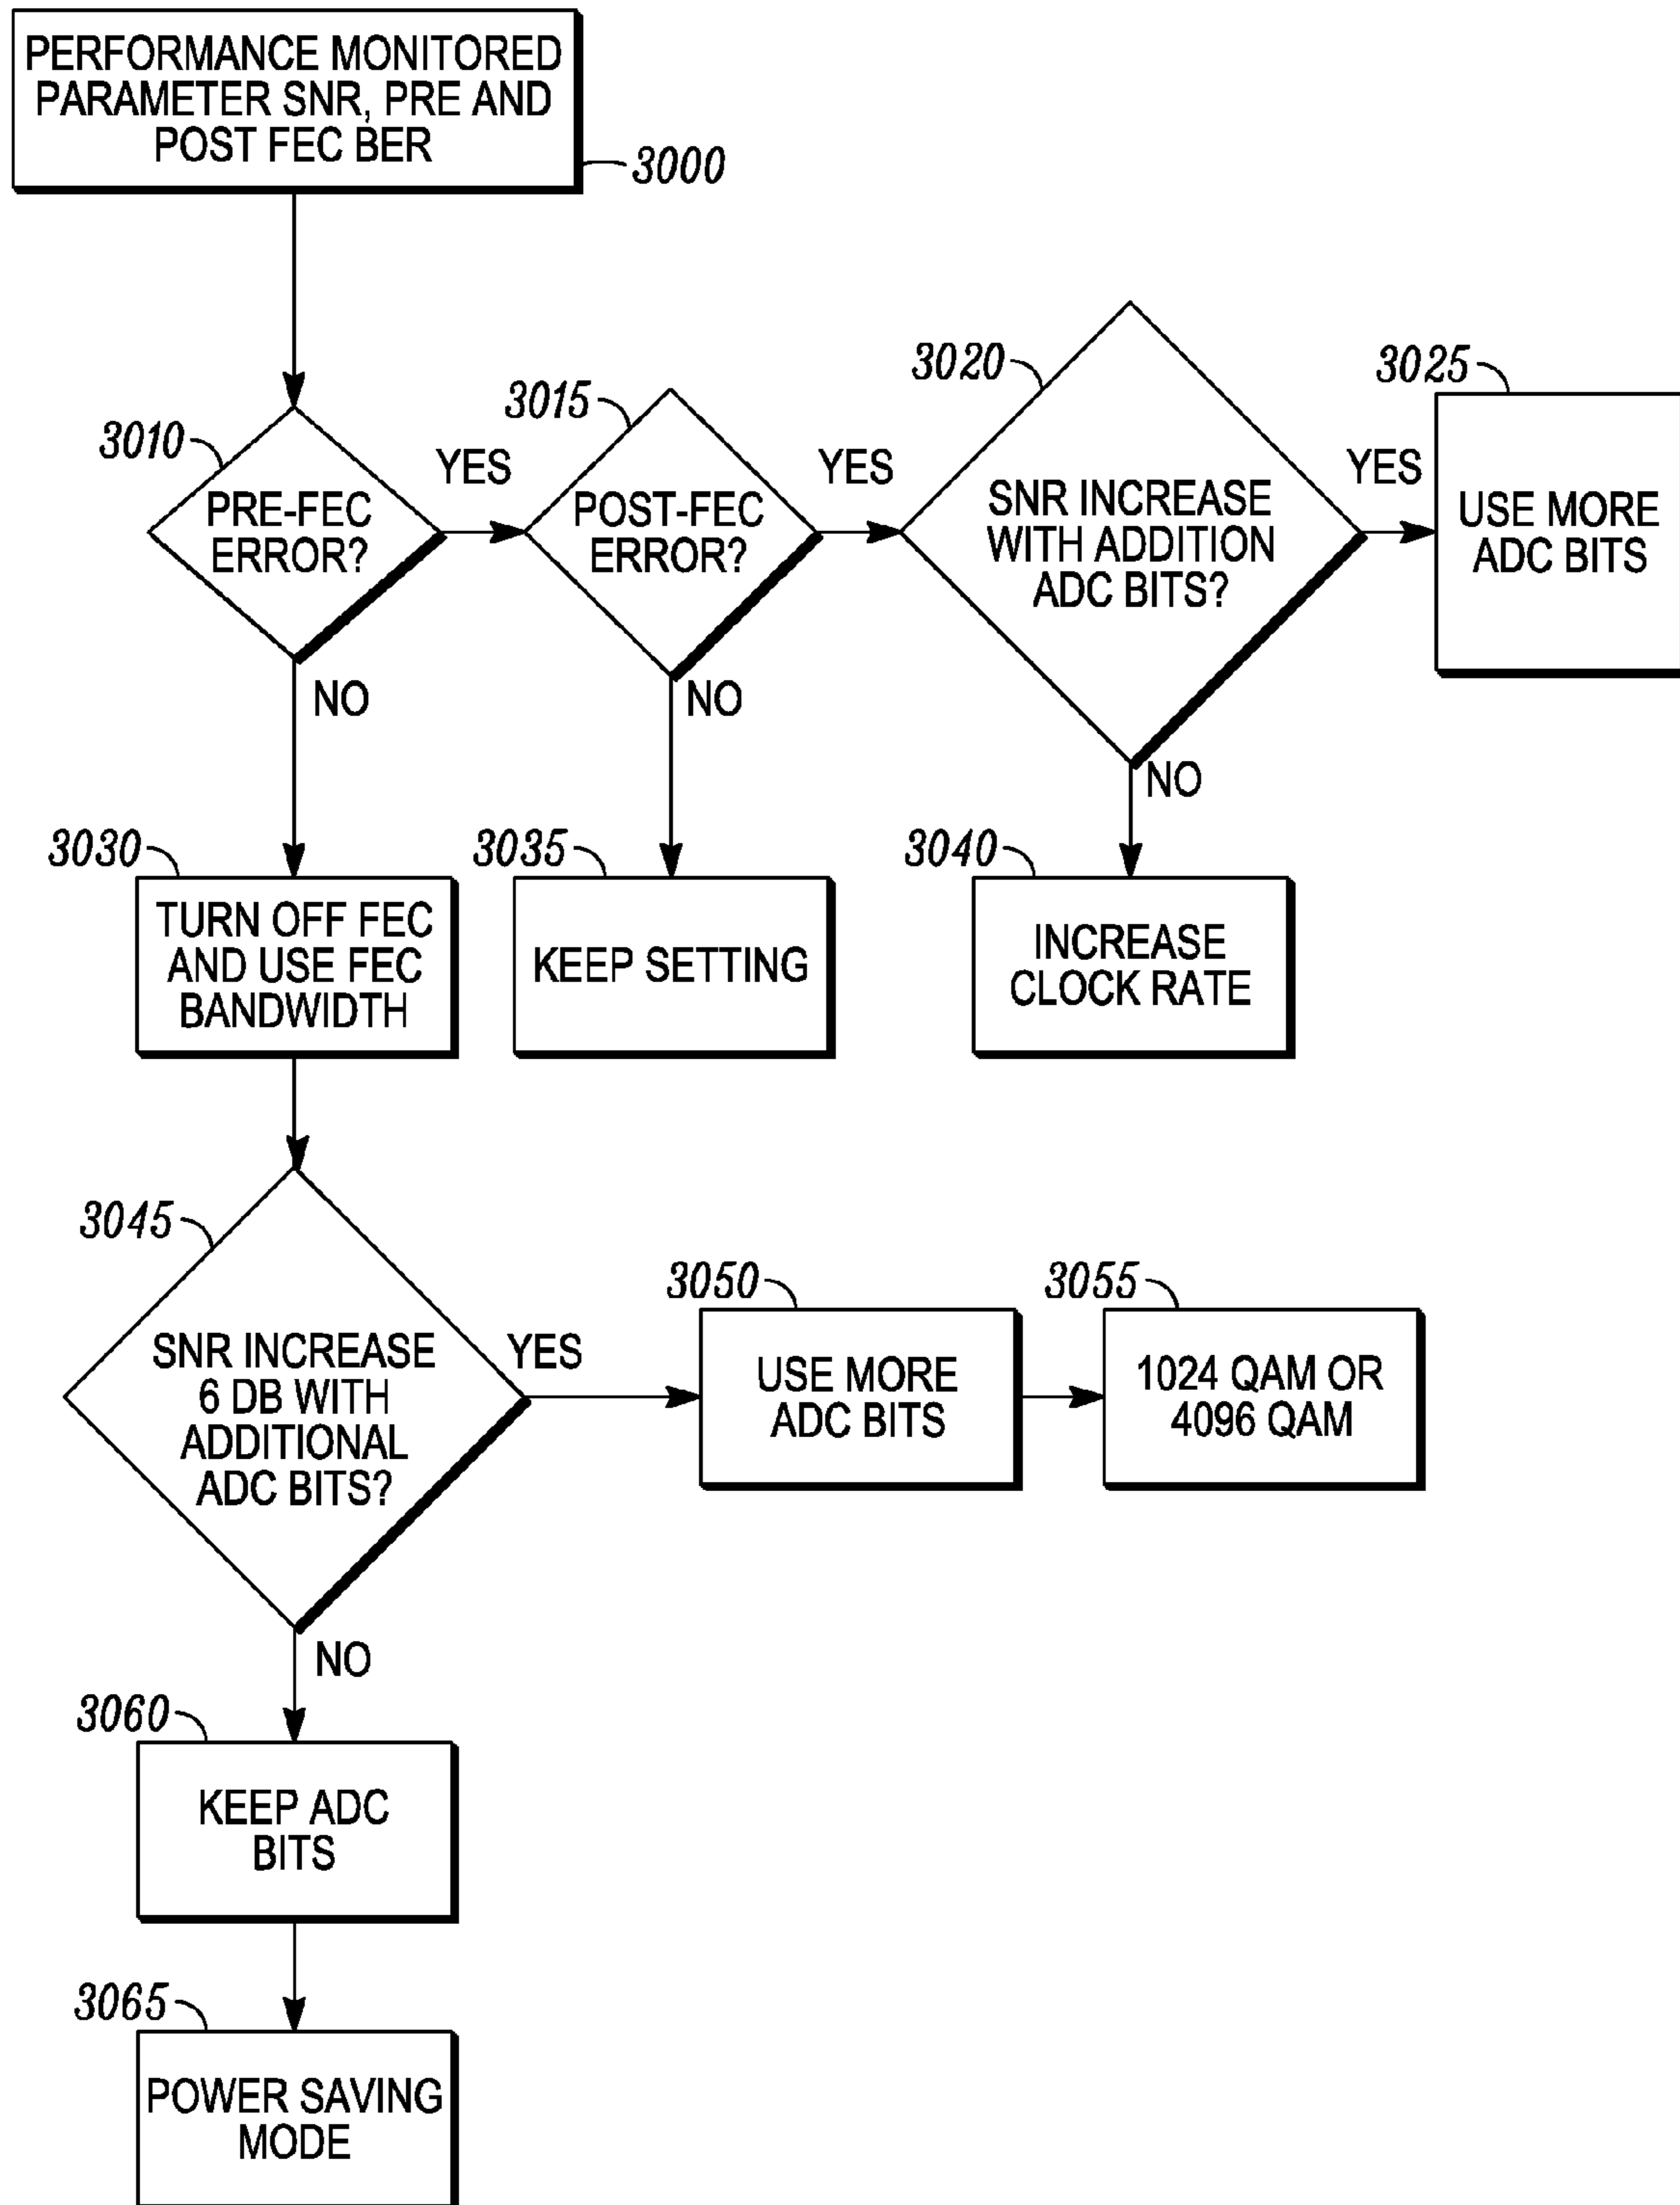 PERFORMANCE MONITORED
PARAMETER SNR, PRE AND
POST FEC BER
3000
3010
PRE-FEC
ERROR?
YES
NO
3015
POST-FEC
ERROR?
YES
NO
3020
SNR INCREASE
WITH ADDITION
ADC BITS?
YES
NO
3025
USE MORE
ADC BITS
3030
TURN OFF FEC
AND USE FEC
BANDWIDTH
3035
KEEP SETTING
3040
INCREASE
CLOCK RATE
3045
SNR INCREASE
6 DB WITH
ADDITIONAL
ADC BITS?
YES
NO
3050
USE MORE
ADC BITS
3055
1024 QAM OR
4096 QAM
3060
KEEP ADC
BITS
3065
POWER SAVING
MODE